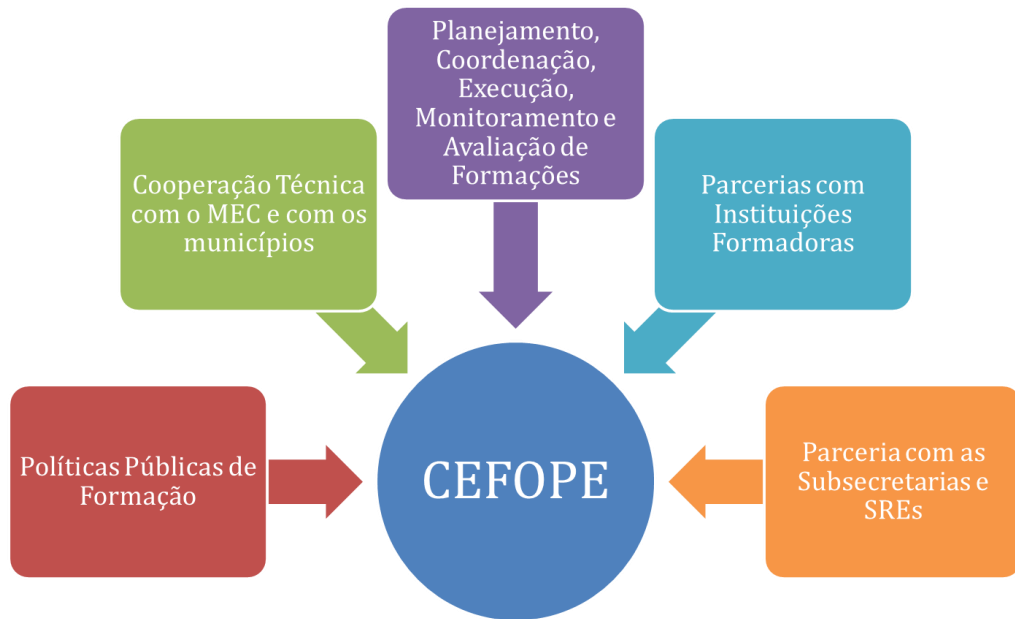 Planejamento,
Coordenação,
Execução,
Monitoramento e
Avaliação de
Formações
Cooperação Técnica
com o MEC e com os
municípios
Parcerias com
Instituições
Formadoras
Políticas Públicas de
Formação
CEFOPE
Parceria com as
Subsecretarias e
SREs